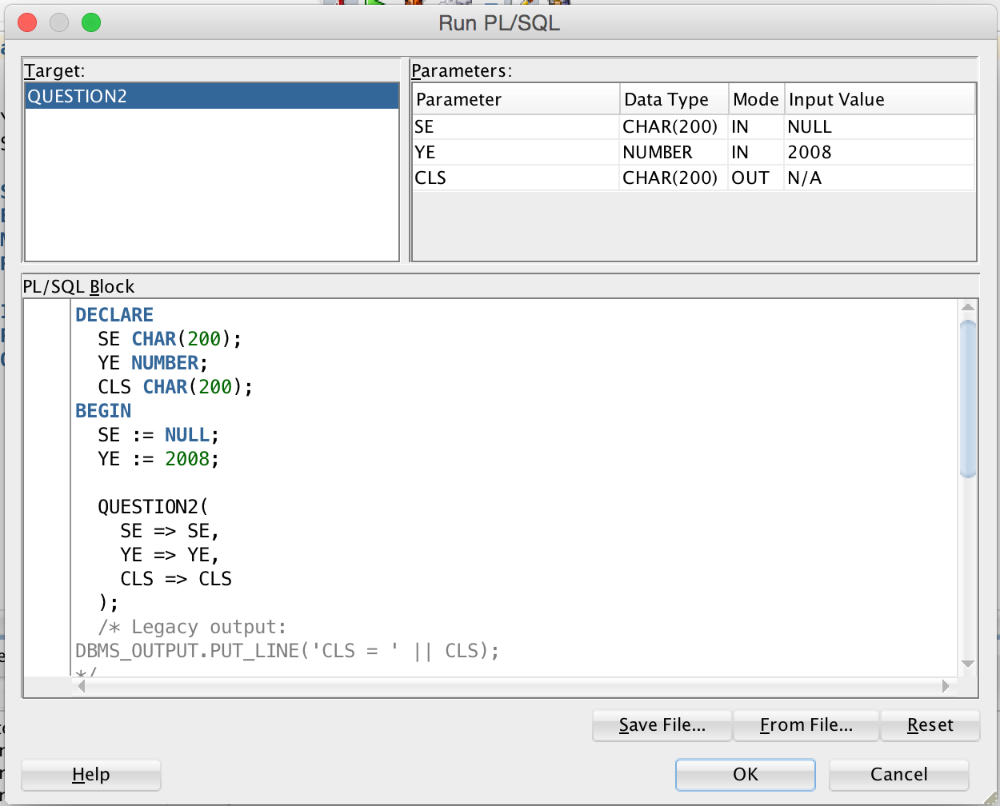 Run PL/SQL
Target:
QUESTION2
Parameters:
Parameter Data Type Mode Input Value
SE CHAR(200) IN NULL
YE NUMBER IN 2008
CLS CHAR(200) OUT N/A
PL/SQL Block
DECLARE
SE CHAR(200);
YE NUMBER;
CLS CHAR(200);
BEGIN
SE := NULL;
YE := 2008;
QUESTION2(
SE => SE,
YE => YE,
CLS => CLS
);
/* Legacy output:
DBMS_OUTPUT.PUT_LINE('CLS = ' || CLS);
*/
Save File...
From File...
Reset
Help
OK
Cancel